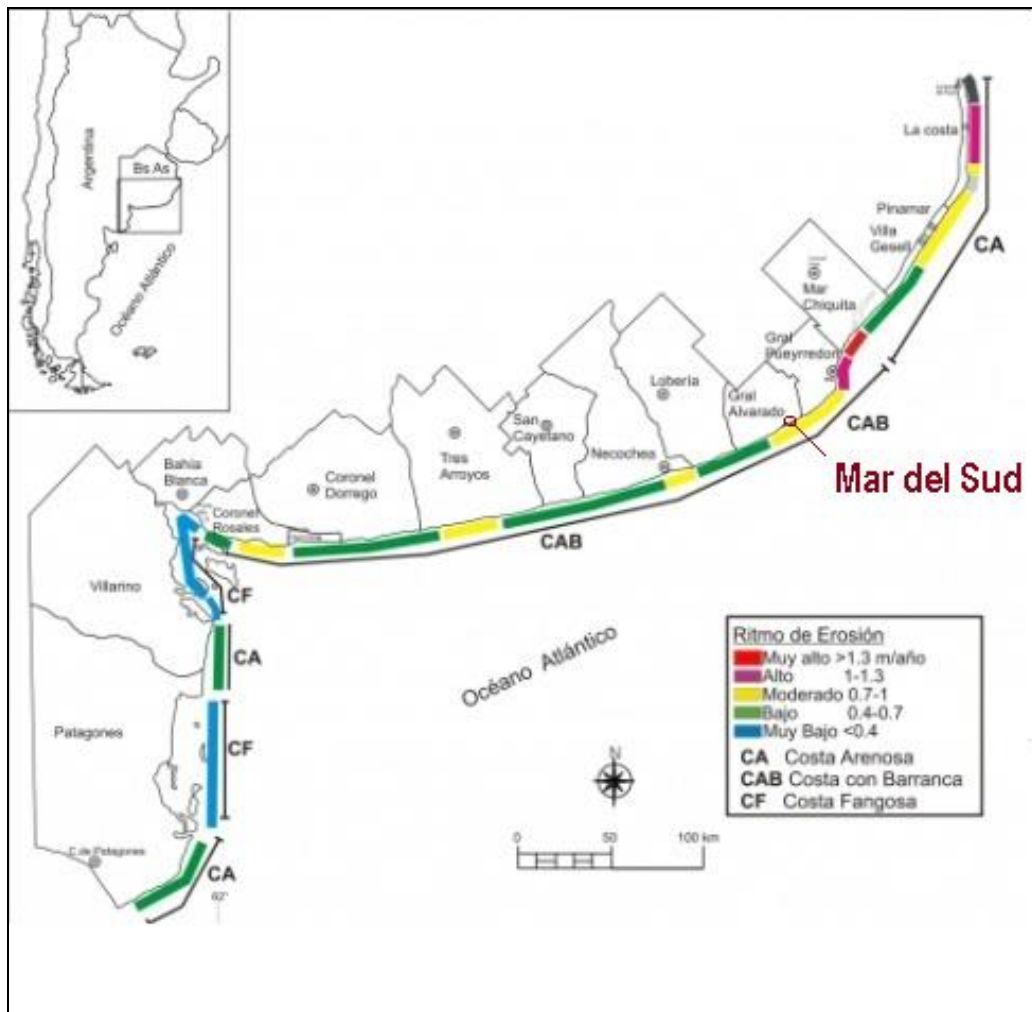 Argentina
Bs As
Océano Atlántico
La costa
Pinamar
Villa
Gesell
CA
Mar
Chiquita
Gral
Pueyrredon
Lobería
Gral
Alvarado
San
Cayetano
CAB
Necochea
Mar del Sud
Tres
Arroyos
Coronel
Dorrego
Bahía
Blanca
Coronel
Rosales
CAB
Villarino
CF
CA
Océano Atlántico
Patagones
CF
C.de Patagones
CA
62°
Ritmo de Erosión
Muy alto >1.3 m/año
Alto 1-1.3
Moderado 0.7-1
Bajo 0.4-0.7
Muy Bajo <0.4
CA Costa Arenosa
CAB Costa con Barranca
CF Costa Fangosa
N
0 50 100 km